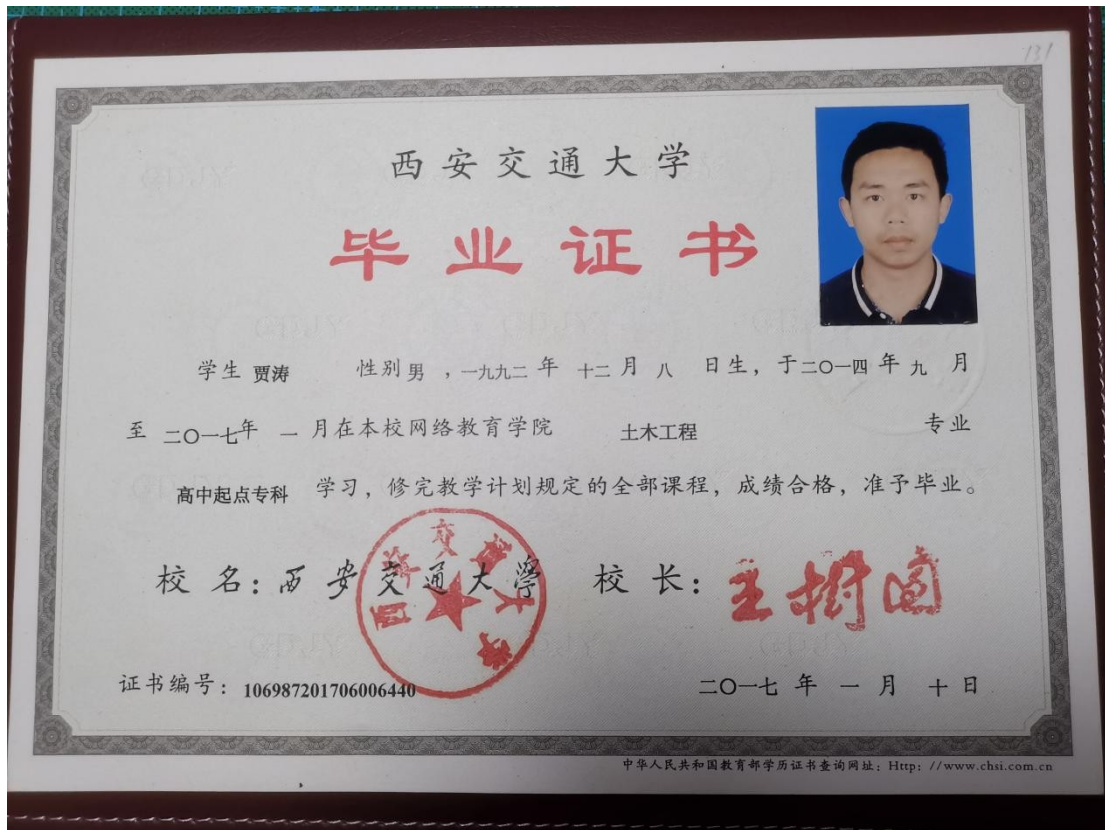 131
西安交通大学
毕业证书
学生 贾涛 性别 男 ，一九九二 年 十二 月 八 日生，于二〇一四 年 九 月
至 二〇一七年 一 月在本校网络教育学院 土木工程 专业
高中起点专科 学习，修完教学计划规定的全部课程，成绩合格，准予毕业。
校 名：西安交通大學 校 长：王树国
西安交通大学
证书编号：106987201706006440 二〇一七 年 一 月 十 日
中华人民共和国教育部学历证书查询网址：Http：//www.chsi.com.cn